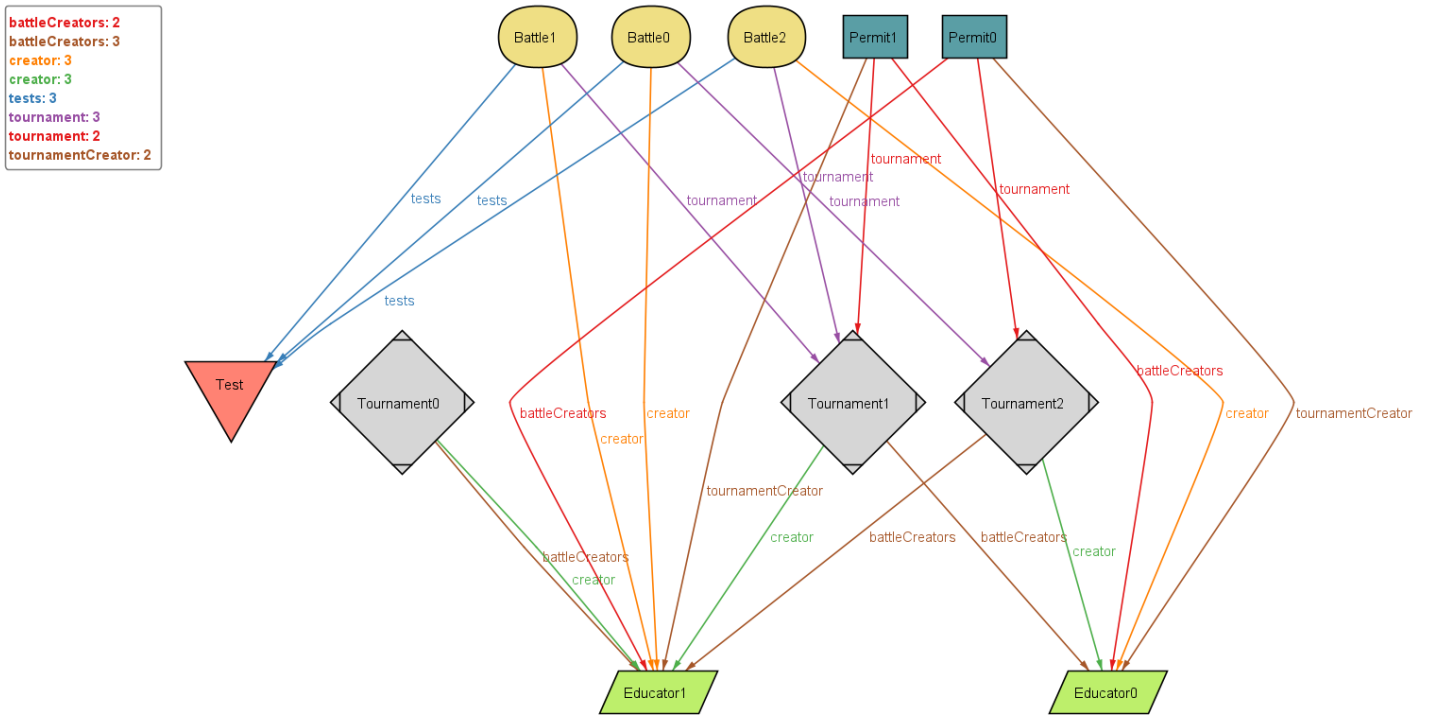 battleCreators: 2
battleCreators: 3
creator: 3
creator: 3
tests: 3
tournament: 3
tournament: 2
tournamentCreator: 2
Battle1
Battle0
Battle2
Permit1
Permit0
tournament
tournament
tournament
tests
tests
tournament
tournament
tests
battleCreators
Test
Tournament0
Tournament1
Tournament2
battleCreators
creator
creator
tournamentCreator
creator
tournamentCreator
creator
battleCreators
battleCreators
creator
battleCreators
creator
Educator1
Educator0